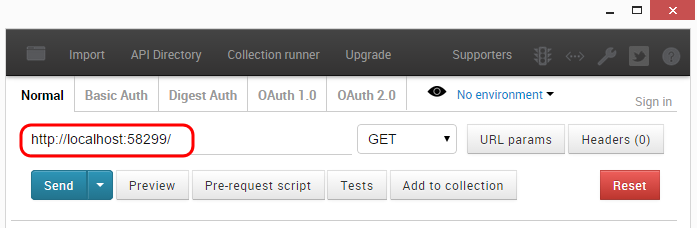 Import API Directory Collection runner Upgrade Supporters
Normal Basic Auth Digest Auth OAuth 1.0 OAuth 2.0 No environment Sign in
http://localhost:58299/ GET URL params Headers (0)
Send Preview Pre-request script Tests Add to collection Reset